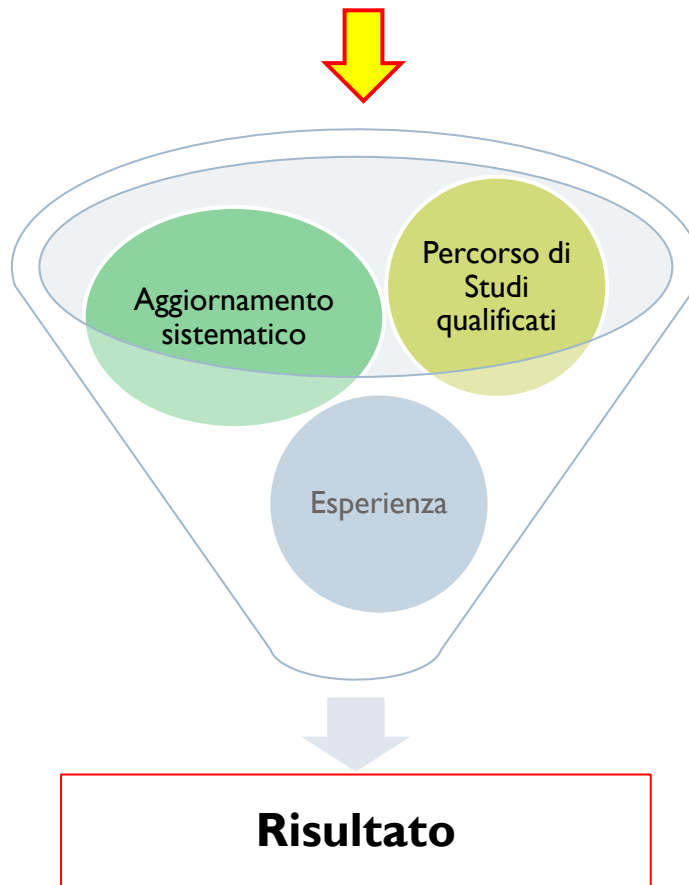 Percorso di
Studi
qualificati
Aggiornamento
sistematico
Esperienza
Risultato